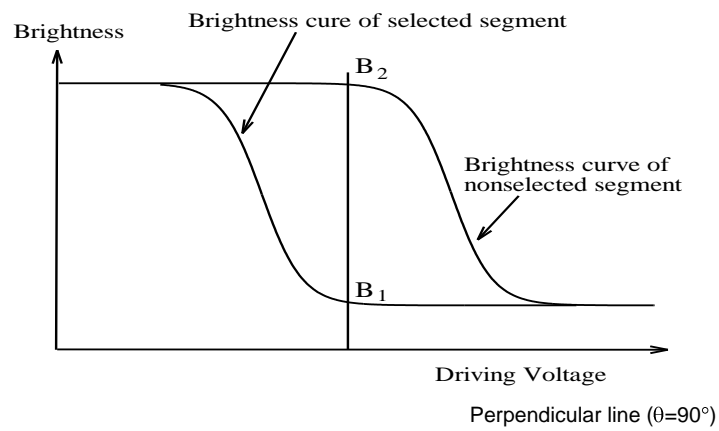 Brightness cure of selected segment
Brightness
B2
Brightness curve of
nonselected segment
B1
Driving Voltage
Perpendicular line (θ=90°)